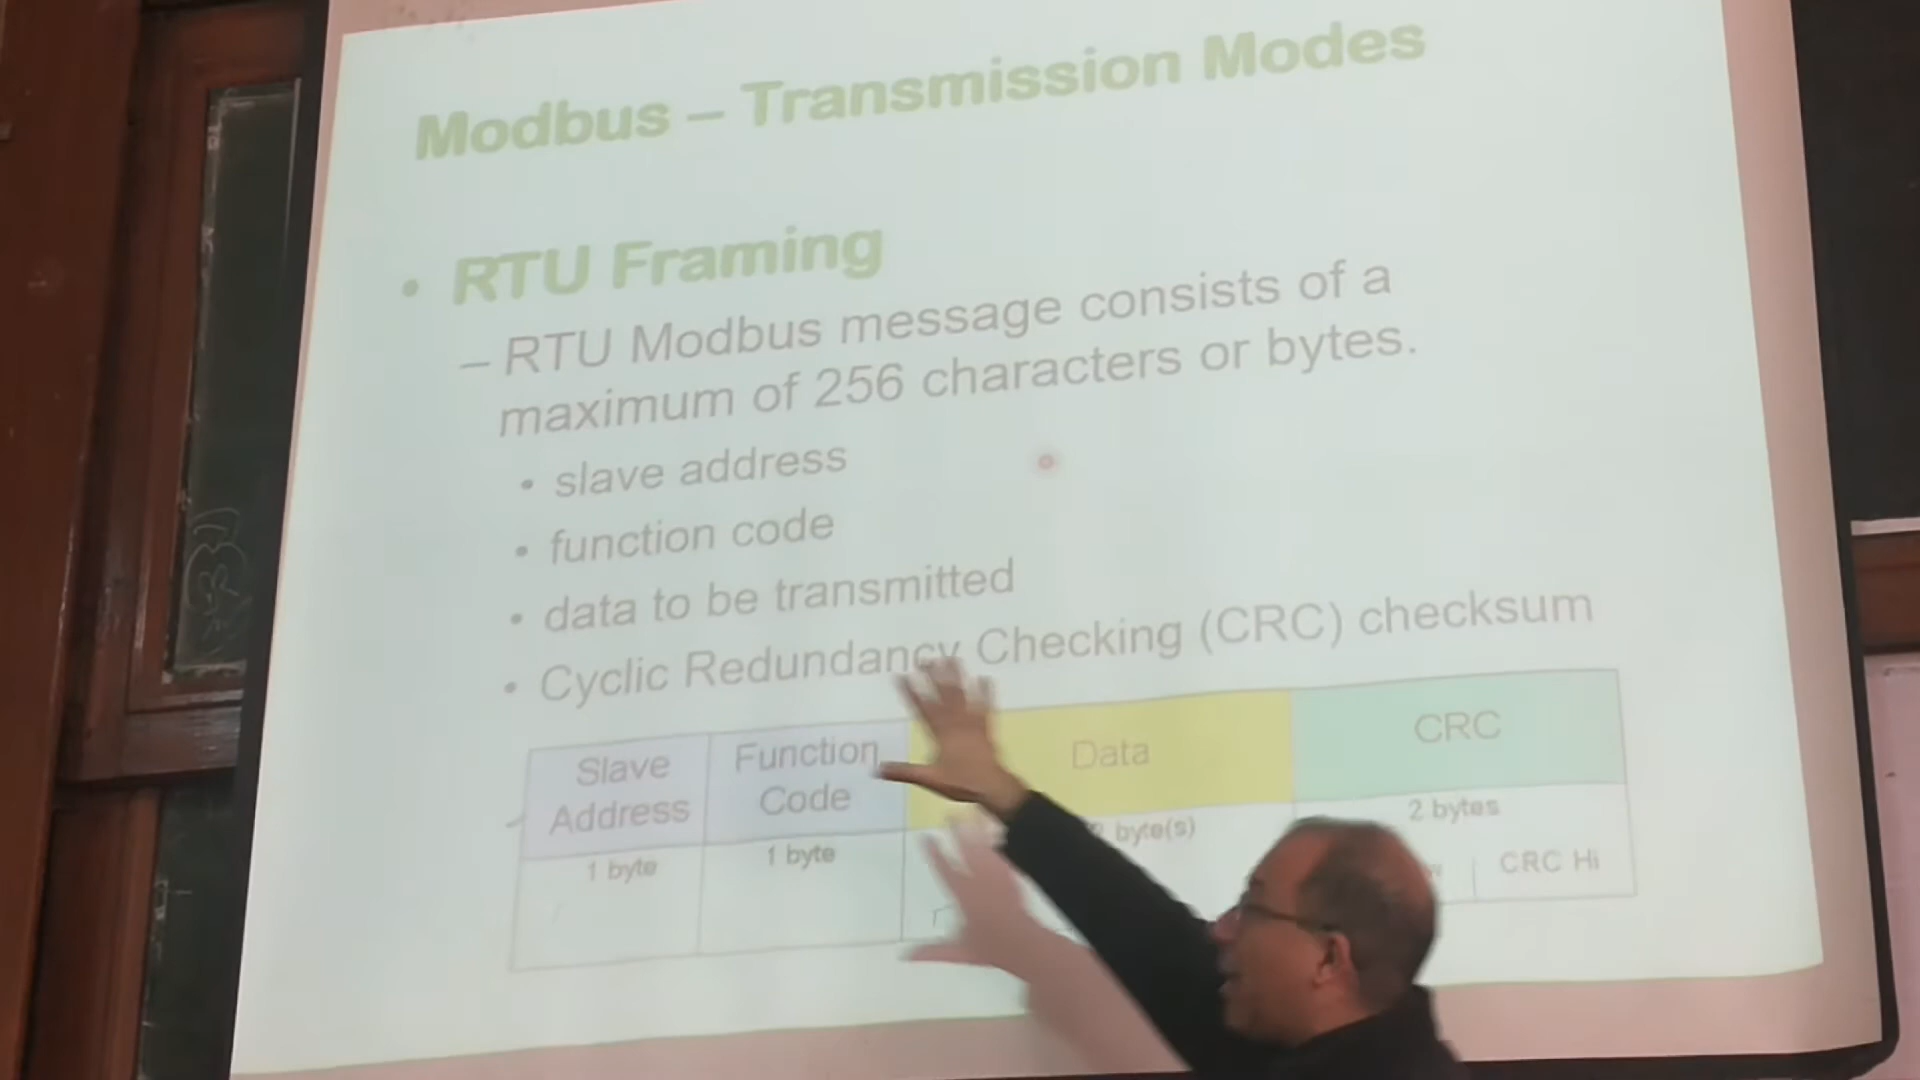 Modbus – Transmission Modes
• RTU Framing
– RTU Modbus message consists of a
maximum of 256 characters or bytes.
• slave address
• function code
• data to be transmitted
• Cyclic Redundancy Checking (CRC) checksum
Slave Address
Function Code
Data
CRC
1 byte
1 byte
byte(s)
2 bytes
CRC Hi